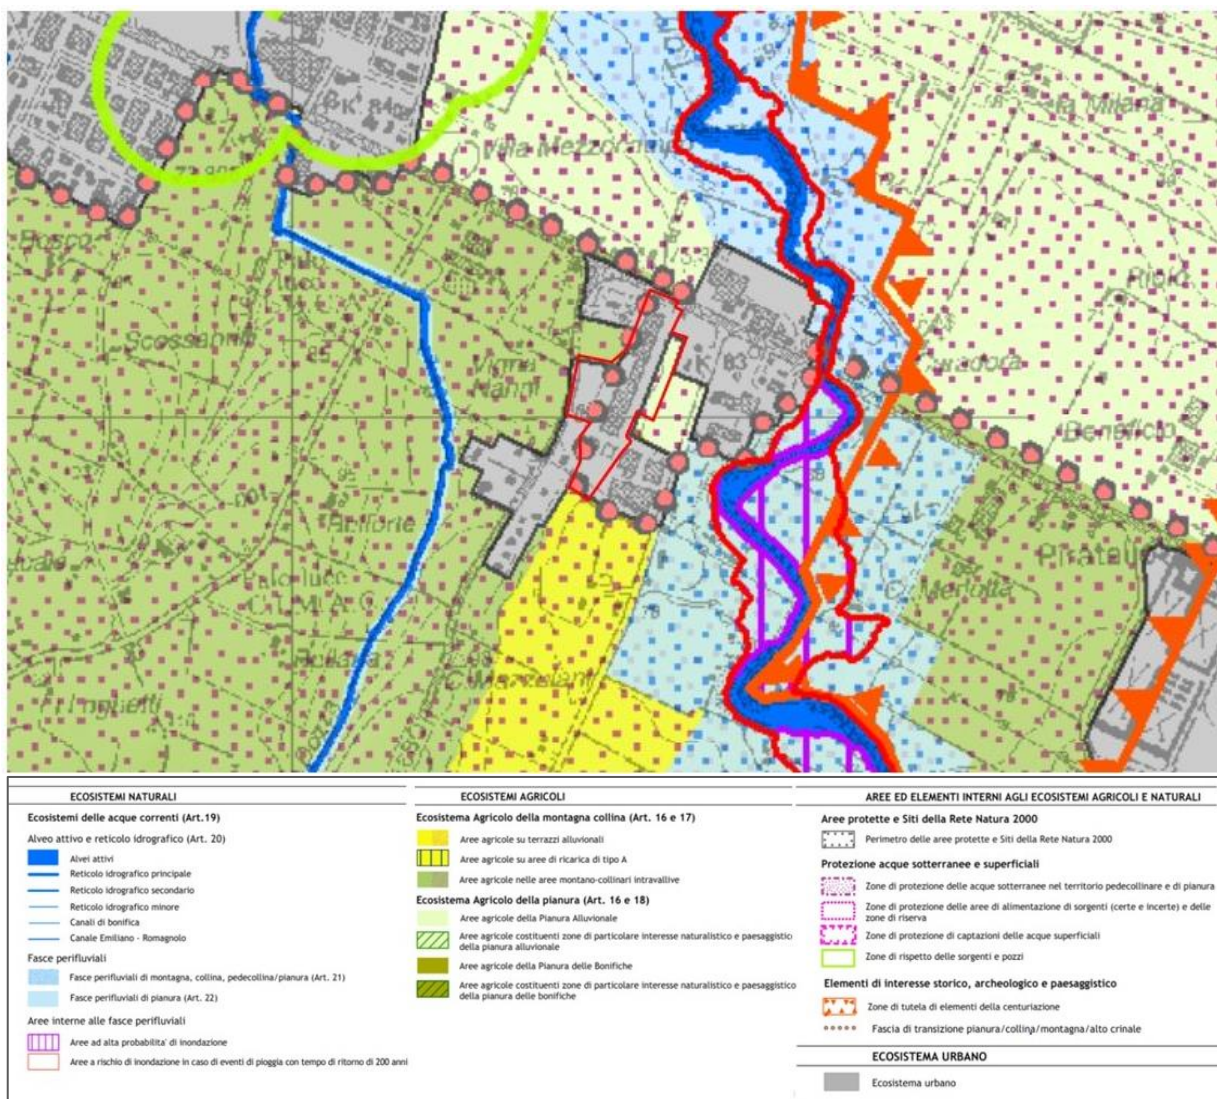 la Milana
Villa Mezzocampo
75
Bosco
Riolo
Scossabrile
85
Vigna
Nanni
K 83
Beneficio
Belforte
Piratello
Palo luce
C. Merlotta
ECOSISTEMI NATURALI
Ecosistemi delle acque correnti (Art.19)
Alveo attivo e reticolo idrografico (Art. 20)
Alvei attivi
Reticolo idrografico principale
Reticolo idrografico secondario
Reticolo idrografico minore
Canali di bonifica
Canale Emiliano - Romagnolo
Fasce perifluviali
Fasce perifluviali di montagna, collina, pedecollina/pianura (Art. 21)
Fasce perifluviali di pianura (Art. 22)
Aree interne alle fasce perifluviali
Aree ad alta probabilita' di inondazione
Aree a rischio di inondazione in caso di eventi di pioggia con tempo di ritorno di 200 anni
ECOSISTEMI AGRICOLI
Ecosistema Agricolo della montagna collina (Art. 16 e 17)
Aree agricole su terrazzi alluvionali
Aree agricole su aree di ricarica di tipo A
Aree agricole nelle aree montano-collinari intravallive
Ecosistema Agricolo della pianura (Art. 16 e 18)
Aree agricole della Pianura Alluvionale
Aree agricole costituenti zone di particolare interesse naturalistico e paesaggistico
della pianura alluvionale
Aree agricole della Pianura delle Bonifiche
Aree agricole costituenti zone di particolare interesse naturalistico e paesaggistico
della pianura delle bonifiche
AREE ED ELEMENTI INTERNI AGLI ECOSISTEMI AGRICOLI E NATURALI
Aree protette e Siti della Rete Natura 2000
Perimetro delle aree protette e Siti della Rete Natura 2000
Protezione acque sotterranee e superficiali
Zone di protezione delle acque sotterranee nel territorio pedecollinare e di pianura
Zone di protezione delle aree di alimentazione di sorgenti (certe e incerte) e delle
zone di riserva
Zone di protezione di captazioni delle acque superficiali
Zone di rispetto delle sorgenti e pozzi
Elementi di interesse storico, archeologico e paesaggistico
Zone di tutela di elementi della centuriazione
Fascia di transizione pianura/collina/montagna/alto crinale
ECOSISTEMA URBANO
Ecosistema urbano